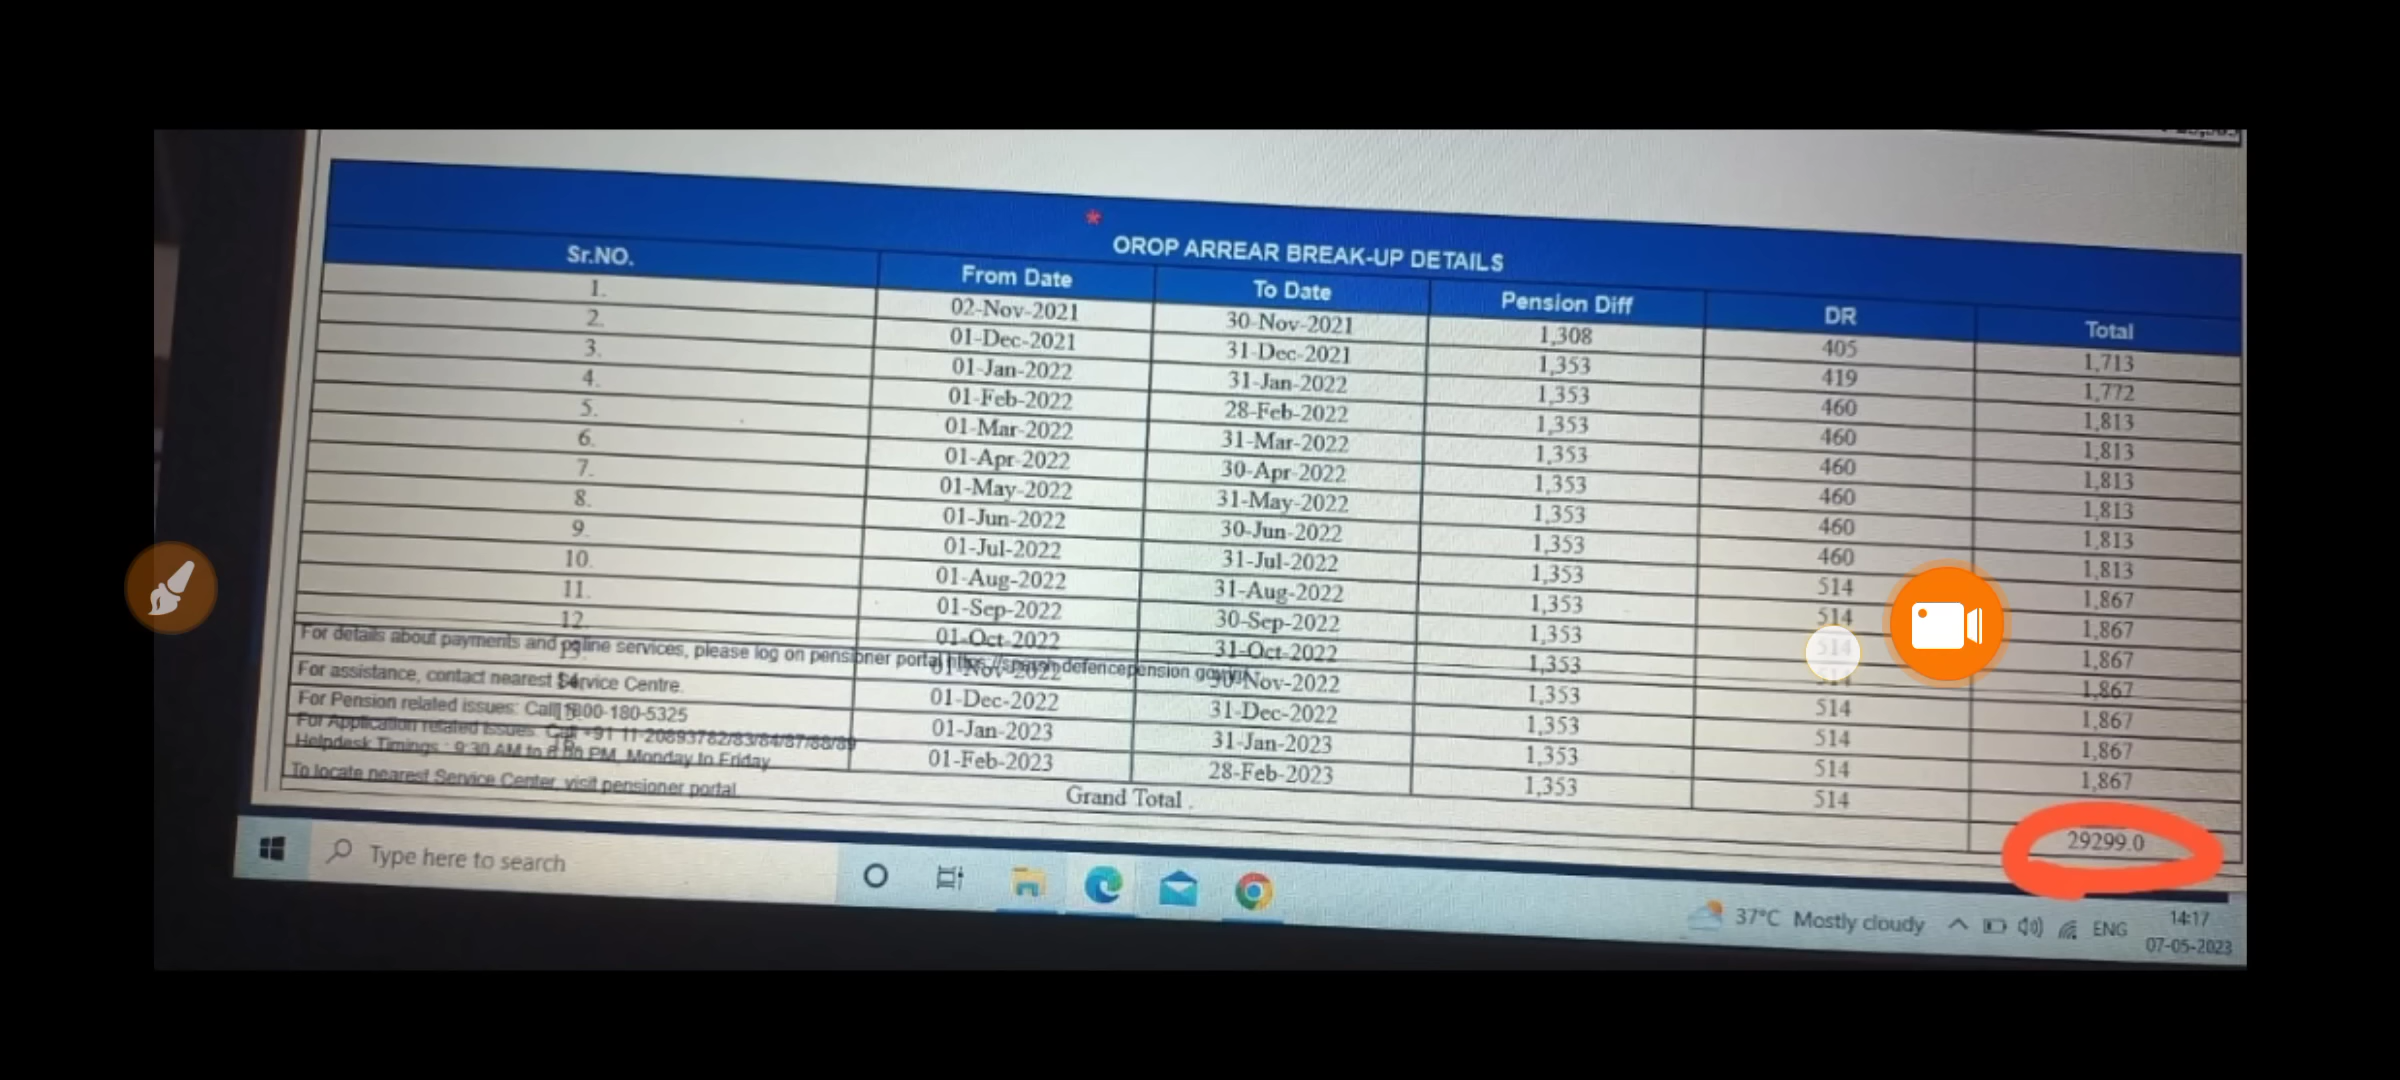 OROP ARREAR BREAK-UP DETAILS
Sr.NO. From Date To Date Pension Diff DR Total
1. 02-Nov-2021 30-Nov-2021 1,308 405 1,713
2. 01-Dec-2021 31-Dec-2021 1,353 419 1,772
3. 01-Jan-2022 31-Jan-2022 1,353 460 1,813
4. 01-Feb-2022 28-Feb-2022 1,353 460 1,813
5. 01-Mar-2022 31-Mar-2022 1,353 460 1,813
6. 01-Apr-2022 30-Apr-2022 1,353 460 1,813
7. 01-May-2022 31-May-2022 1,353 460 1,813
8. 01-Jun-2022 30-Jun-2022 1,353 460 1,813
9. 01-Jul-2022 31-Jul-2022 1,353 514 1,867
10. 01-Aug-2022 31-Aug-2022 1,353 514 1,867
11. 01-Sep-2022 30-Sep-2022 1,353 514 1,867
12. 01-Oct-2022 31-Oct-2022 1,353 514 1,867
01-Nov-2022 30-Nov-2022 1,353 514 1,867
01-Dec-2022 31-Dec-2022 1,353 514 1,867
01-Jan-2023 31-Jan-2023 1,353 514 1,867
01-Feb-2023 28-Feb-2023 1,353 514
For details about payments and online services, please log on pensioner portal
For assistance, contact nearest Service Centre.
For Pension related issues: Call 1800-180-5325
For Application related issues: Call +91 11-20893782/83/84/87/88/89
Helpdesk Timings : 9:30 AM to PM, Monday to Friday
To locate nearest Service Center, visit pensioner portal.
Grand Total 29299.0
Type here to search
37°C Mostly cloudy ENG 14:17
07-05-2023